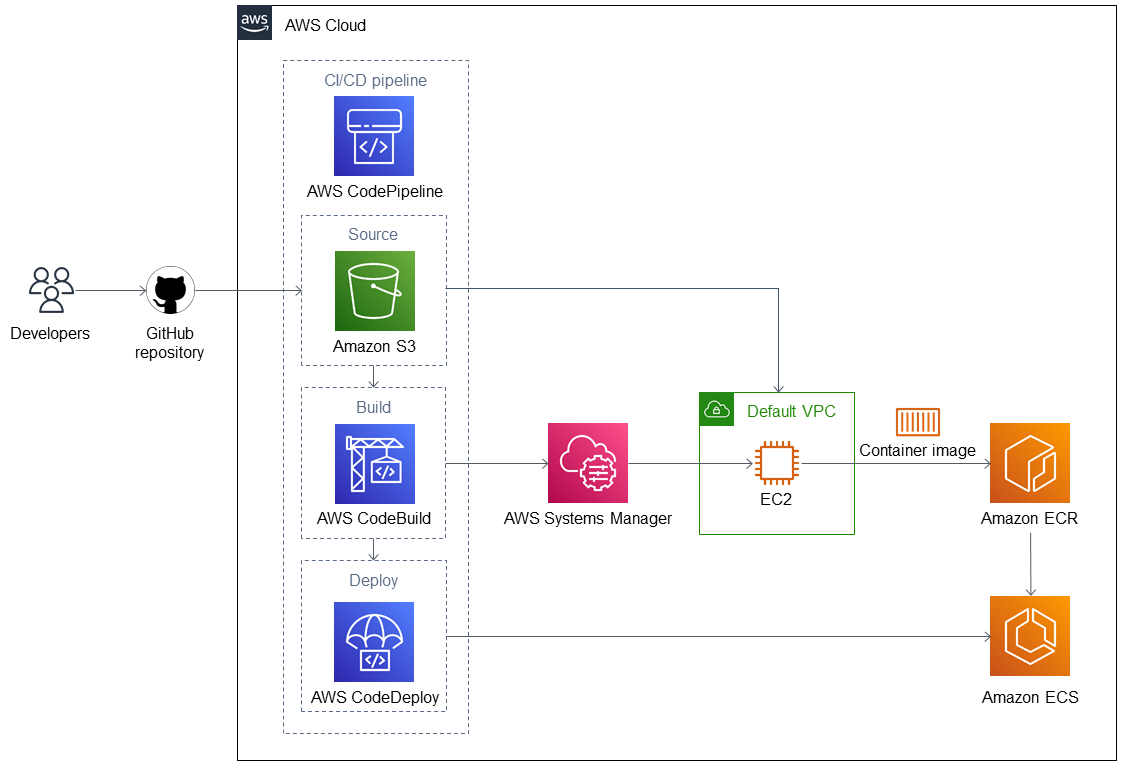 aws
AWS Cloud
CI/CD pipeline
AWS CodePipeline
Source
Amazon S3
Developers
GitHub
repository
Build
AWS CodeBuild
AWS Systems Manager
Default VPC
EC2
Container image
Amazon ECR
Deploy
AWS CodeDeploy
Amazon ECS